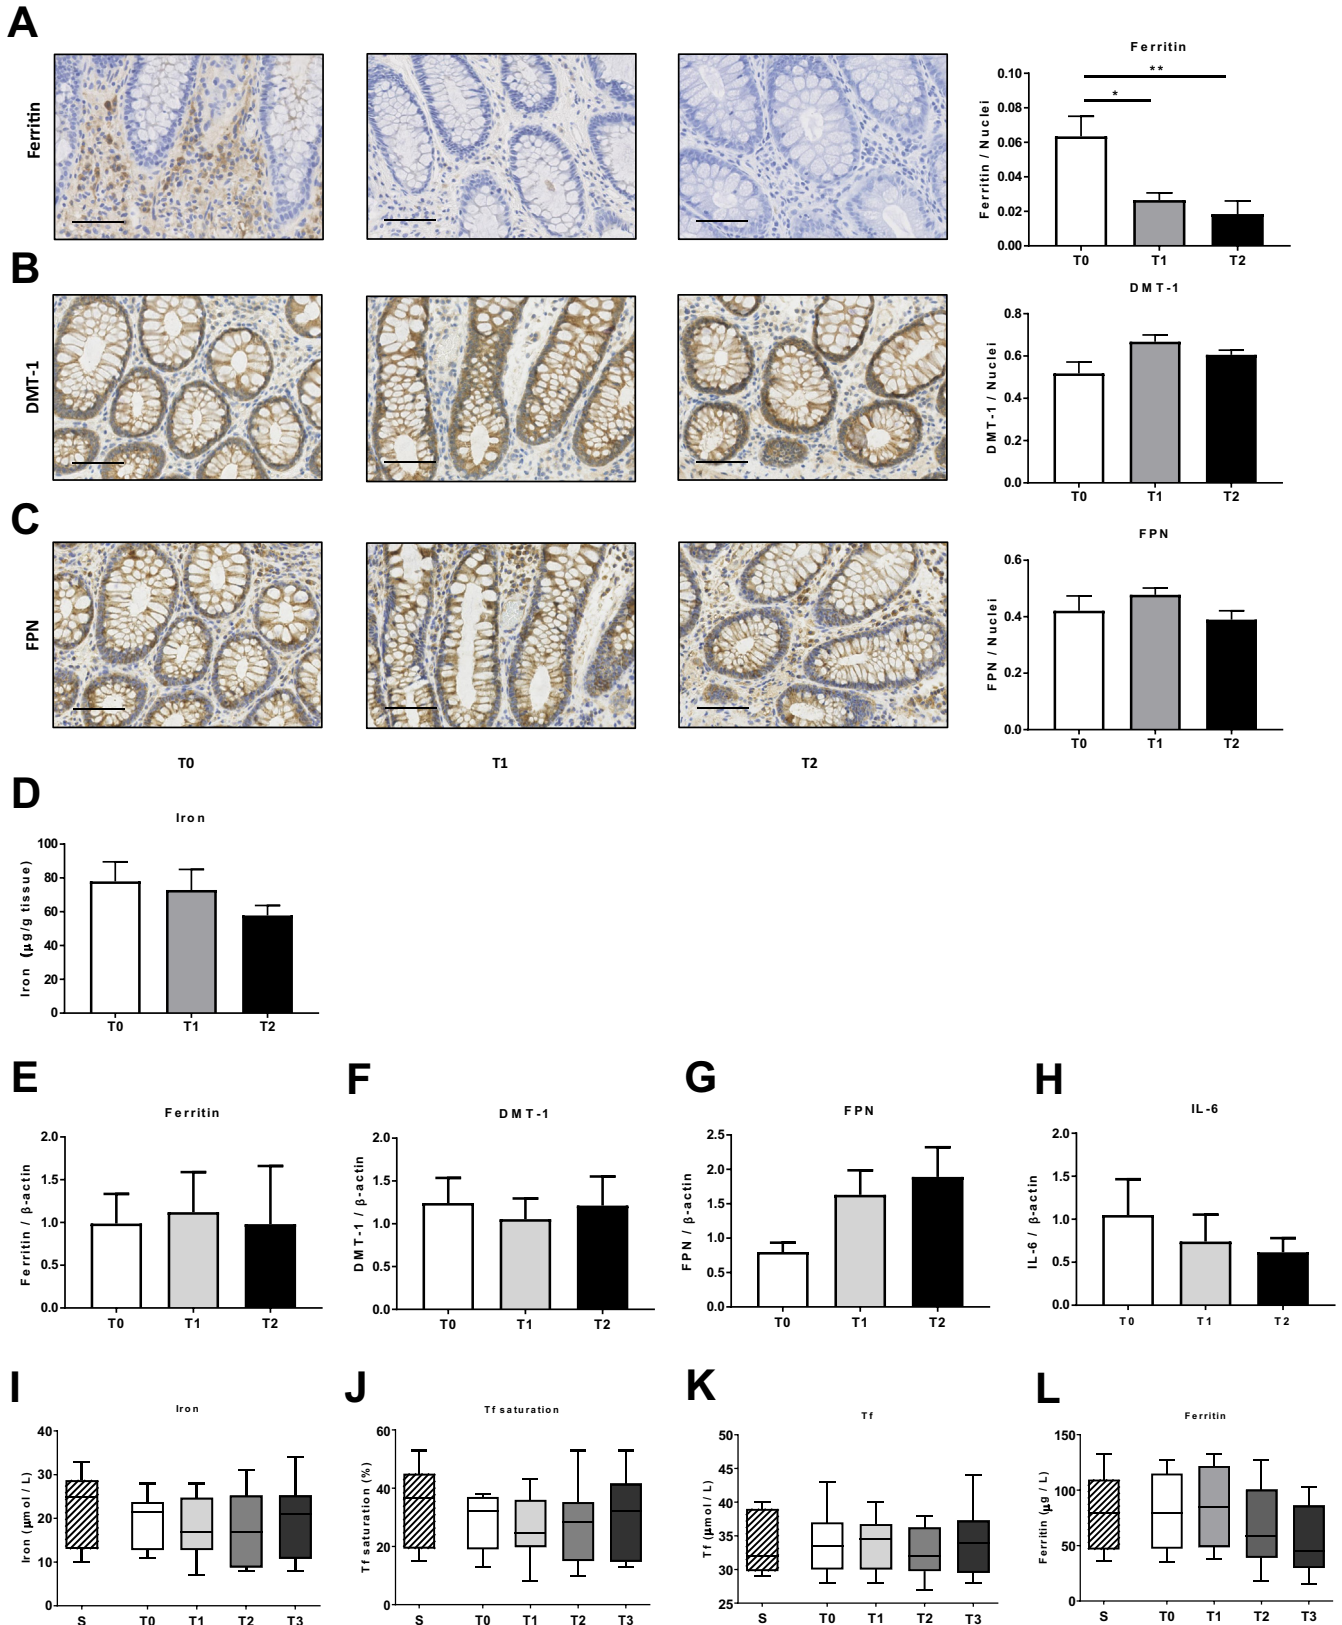 A
Ferritin
Ferritin
Ferritin / Nuclei
0.10
0.08
0.06
0.04
0.02
0.00
**
*
T0 T1 T2
B
DMT-1
DMT-1
DMT-1 / Nuclei
0.8
0.6
0.4
0.2
0.0
T0 T1 T2
C
FPN
FPN
FPN / Nuclei
0.6
0.4
0.2
0.0
T0 T1 T2
T0 T1 T2
D
Iron
Iron (µg/g tissue)
100
80
60
40
20
0
T0 T1 T2
E
Ferritin
Ferritin / β-actin
2.0
1.5
1.0
0.5
0.0
T0 T1 T2
F
DMT-1
DMT-1 / β-actin
2.0
1.5
1.0
0.5
0.0
T0 T1 T2
G
FPN
FPN / β-actin
2.5
2.0
1.5
1.0
0.5
0.0
T0 T1 T2
H
IL-6
IL-6 / β-actin
2.0
1.5
1.0
0.5
0.0
T0 T1 T2
I
Iron
Iron (µmol / L)
40
30
20
10
0
S T0 T1 T2 T3
J
Tf saturation
Tf saturation (%)
60
40
20
0
S T0 T1 T2 T3
K
Tf
Tf (µmol / L)
50
45
40
35
30
25
S T0 T1 T2 T3
L
Ferritin
Ferritin (µg / L)
150
100
50
0
S T0 T1 T2 T3